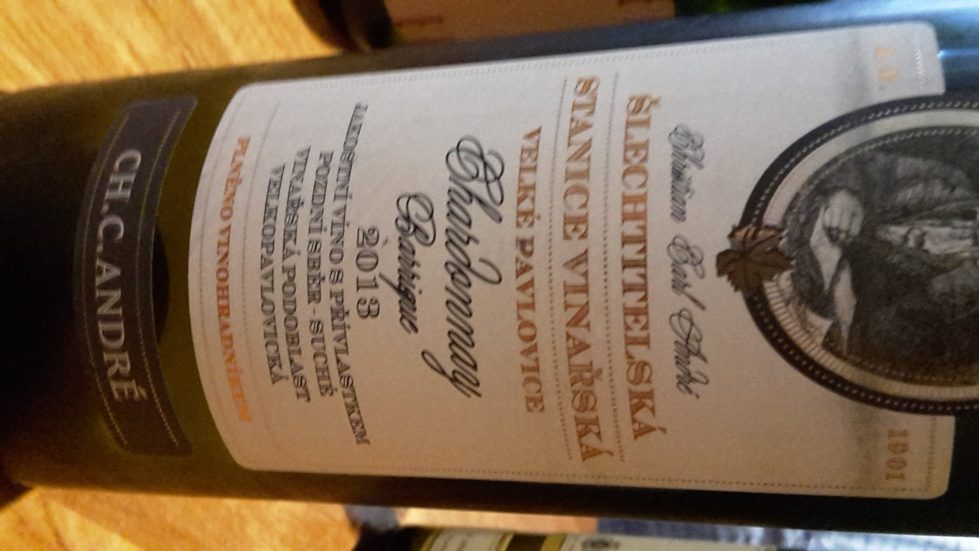 A.D. 1901
Christian Carl André
ŠLECHTITELSKÁ
STANICE VINAŘSKÁ
VELKÉ PAVLOVICE
Chardonnay
Barrique
2013
JAKOSTNÍ VÍNO S PŘÍVLASTKEM
POZDNÍ SBĚR - SUCHÉ
VINAŘSKÁ PODOBLAST
VELKOPAVLOVICKÁ
PLNĚNO VINOHRADNÍKEM
CH.C.ANDRÉ